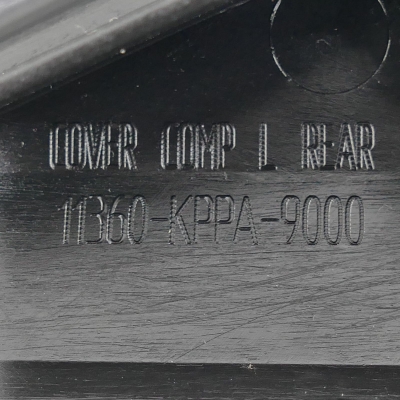 COVER COMP L REAR
11360-KPPA-9000